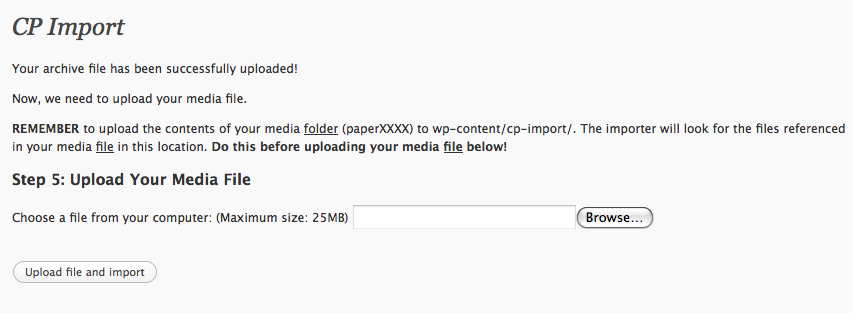 CP Import
Your archive file has been successfully uploaded!
Now, we need to upload your media file.
REMEMBER to upload the contents of your media folder (paperXXXX) to wp-content/cp-import/. The importer will look for the files referenced
in your media file in this location. Do this before uploading your media file below!
Step 5: Upload Your Media File
Choose a file from your computer: (Maximum size: 25MB) Browse...
Upload file and import